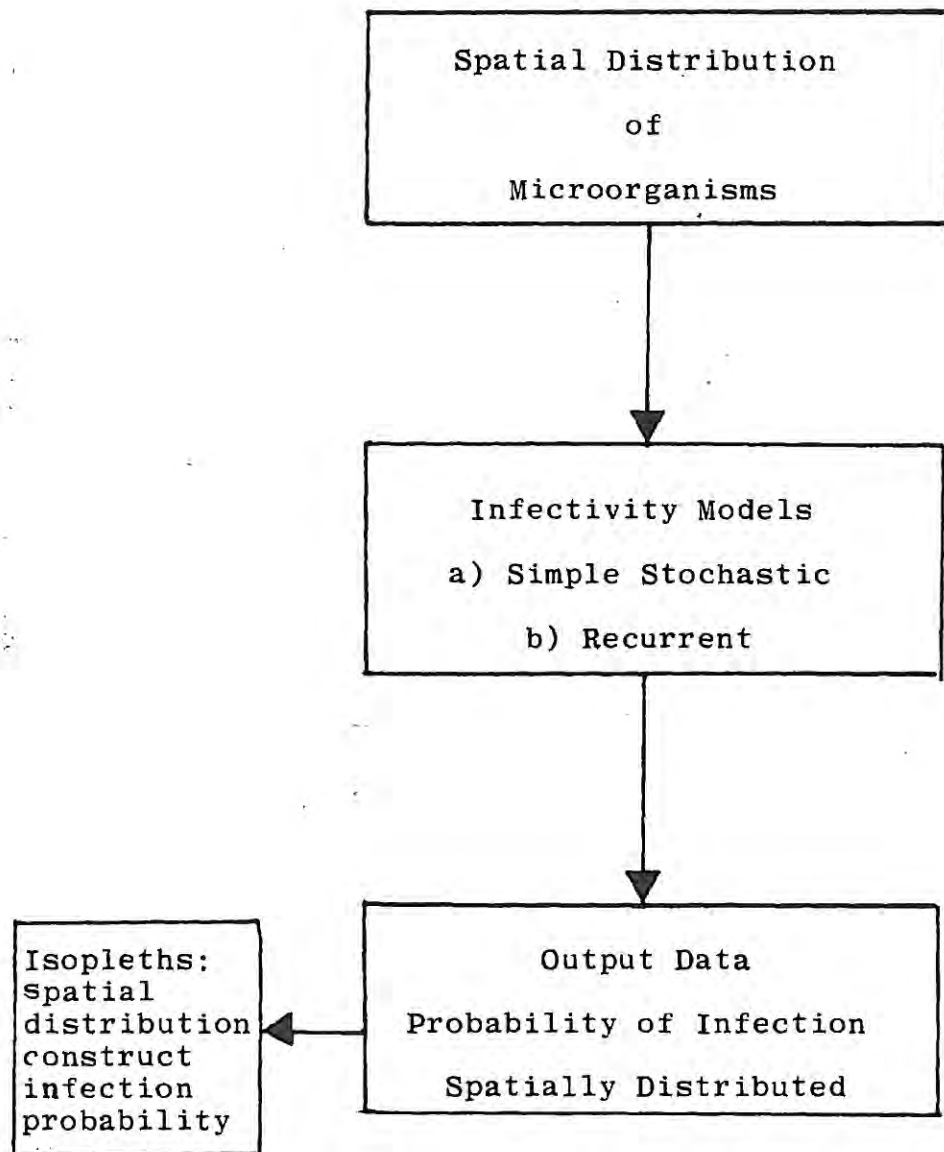 Spatial Distribution
of
Microorganisms
Infectivity Models
a) Simple Stochastic
b) Recurrent
Output Data
Probability of Infection
Spatially Distributed
Isopleths:
spatial
distribution
construct
infection
probability